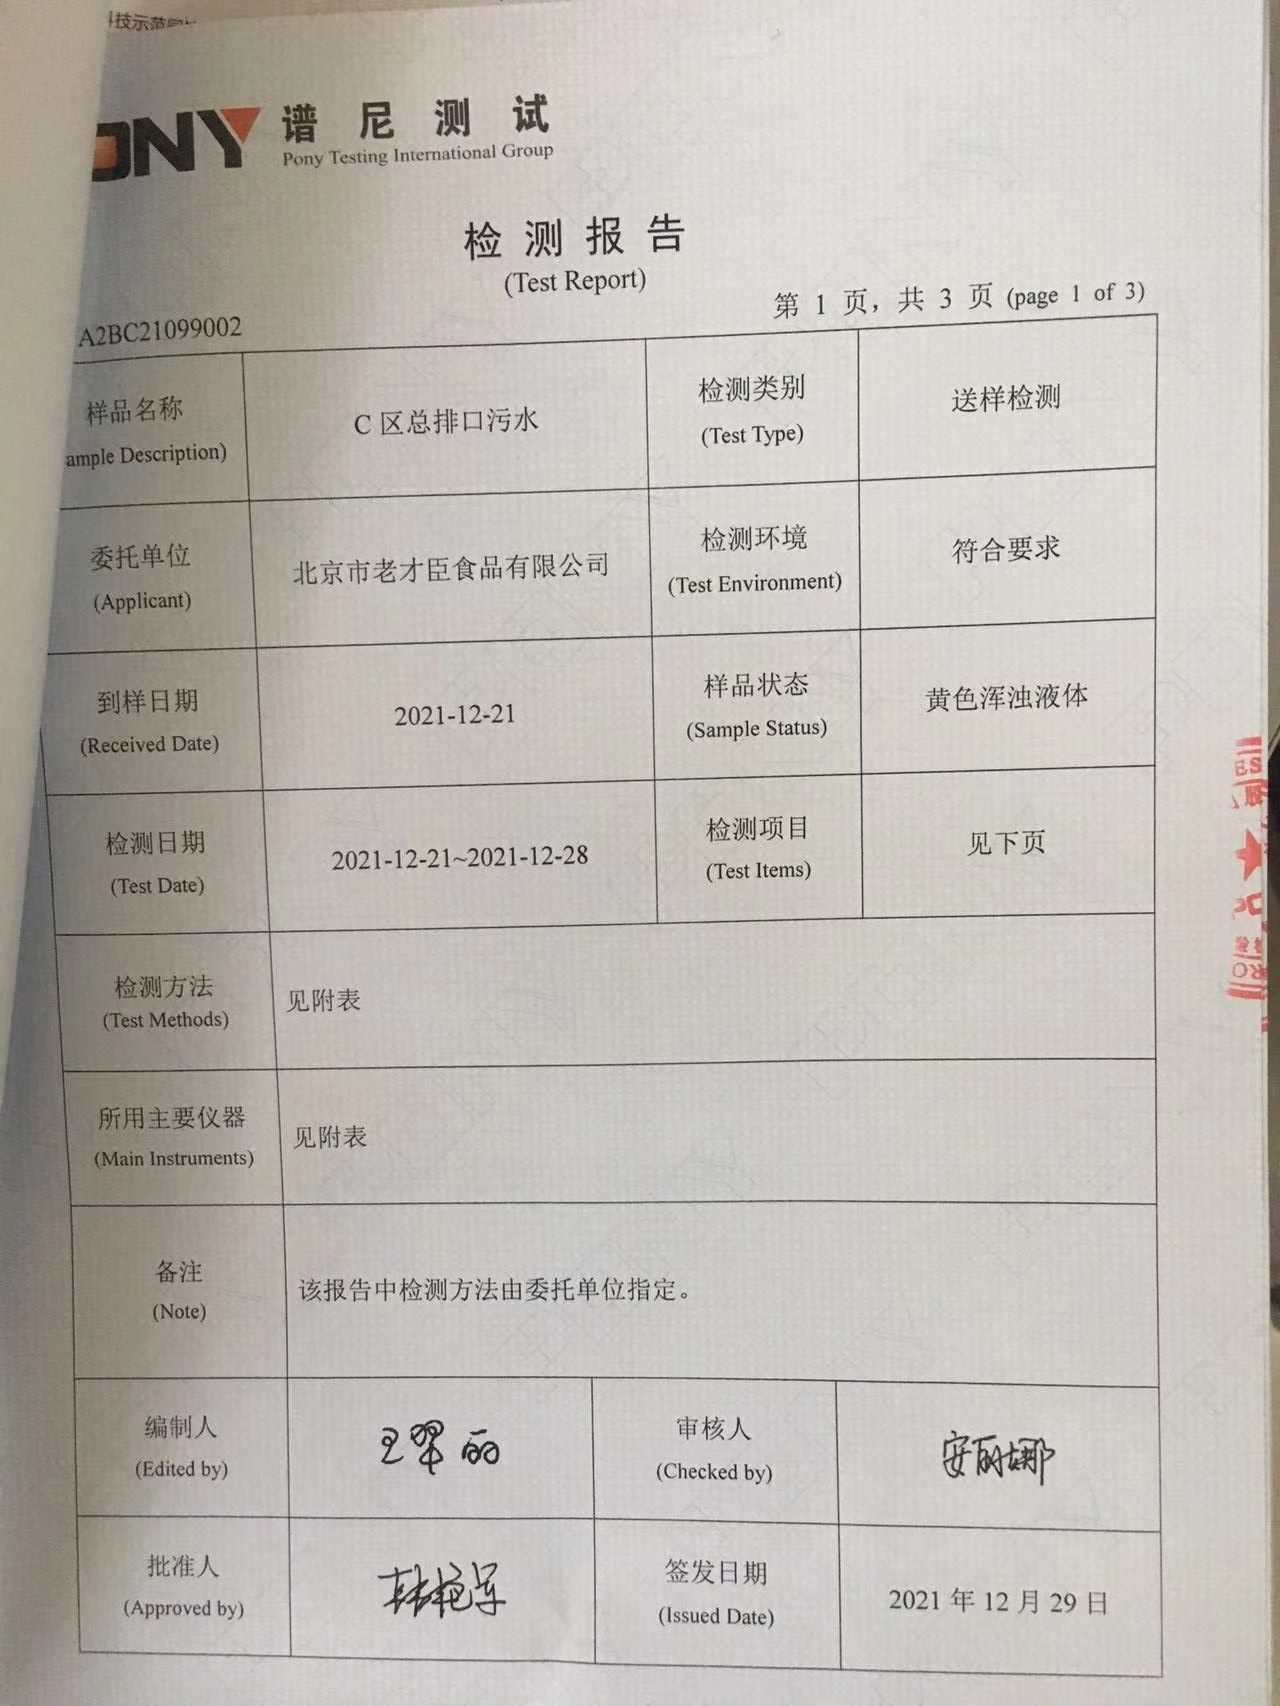 科技示范
ONY 谱尼测试
Pony Testing International Group
检测报告
(Test Report)
A2BC21099002
第 1 页，共 3 页 (page 1 of 3)
样品名称
ample Description)
C 区总排口污水
检测类别
(Test Type)
送样检测
委托单位
(Applicant)
北京市老才臣食品有限公司
检测环境
(Test Environment)
符合要求
到样日期
(Received Date)
2021-12-21
样品状态
(Sample Status)
黄色浑浊液体
检测日期
(Test Date)
2021-12-21~2021-12-28
检测项目
(Test Items)
见下页
检测方法
(Test Methods)
见附表
所用主要仪器
(Main Instruments)
见附表
备注
(Note)
该报告中检测方法由委托单位指定。
编制人
(Edited by)
王翠丽
审核人
(Checked by)
安丽娜
批准人
(Approved by)
签发日期
(Issued Date)
2021 年 12 月 29 日